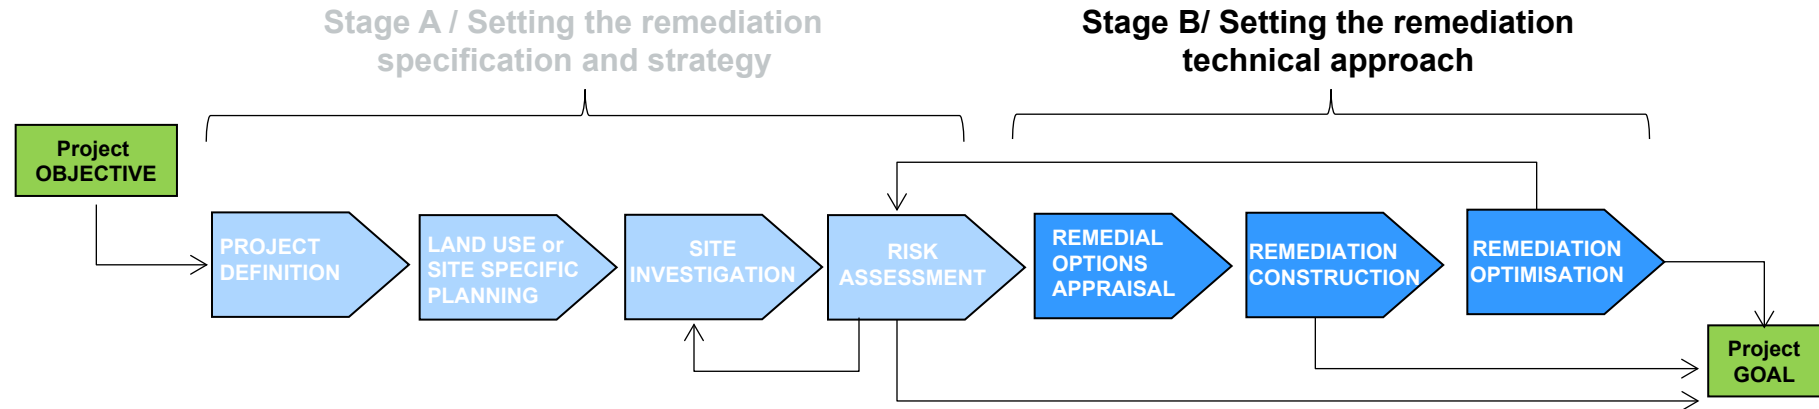 Stage A / Setting the remediation
specification and strategy
Stage B/ Setting the remediation
technical approach
Project
OBJECTIVE
PROJECT
DEFINITION
LAND USE or
SITE SPECIFIC
PLANNING
SITE
INVESTIGATION
RISK
ASSESSMENT
REMEDIAL
OPTIONS
APPRAISAL
REMEDIATION
CONSTRUCTION
REMEDIATION
OPTIMISATION
Project
GOAL